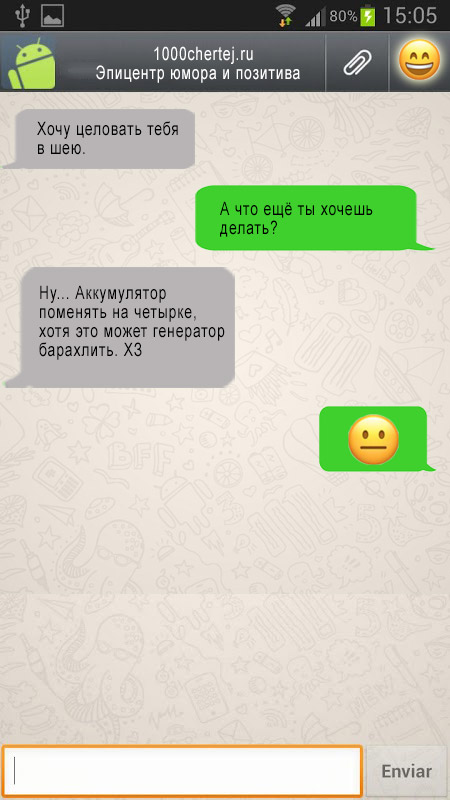 80% 15:05
1000chertej.ru
Эпицентр юмора и позитива
Хочу целовать тебя
в шею.
А что ещё ты хочешь
делать?
Ну... Аккумулятор
поменять на четырке,
хотя это может генератор
барахлить. ХЗ
BFF
Enviar